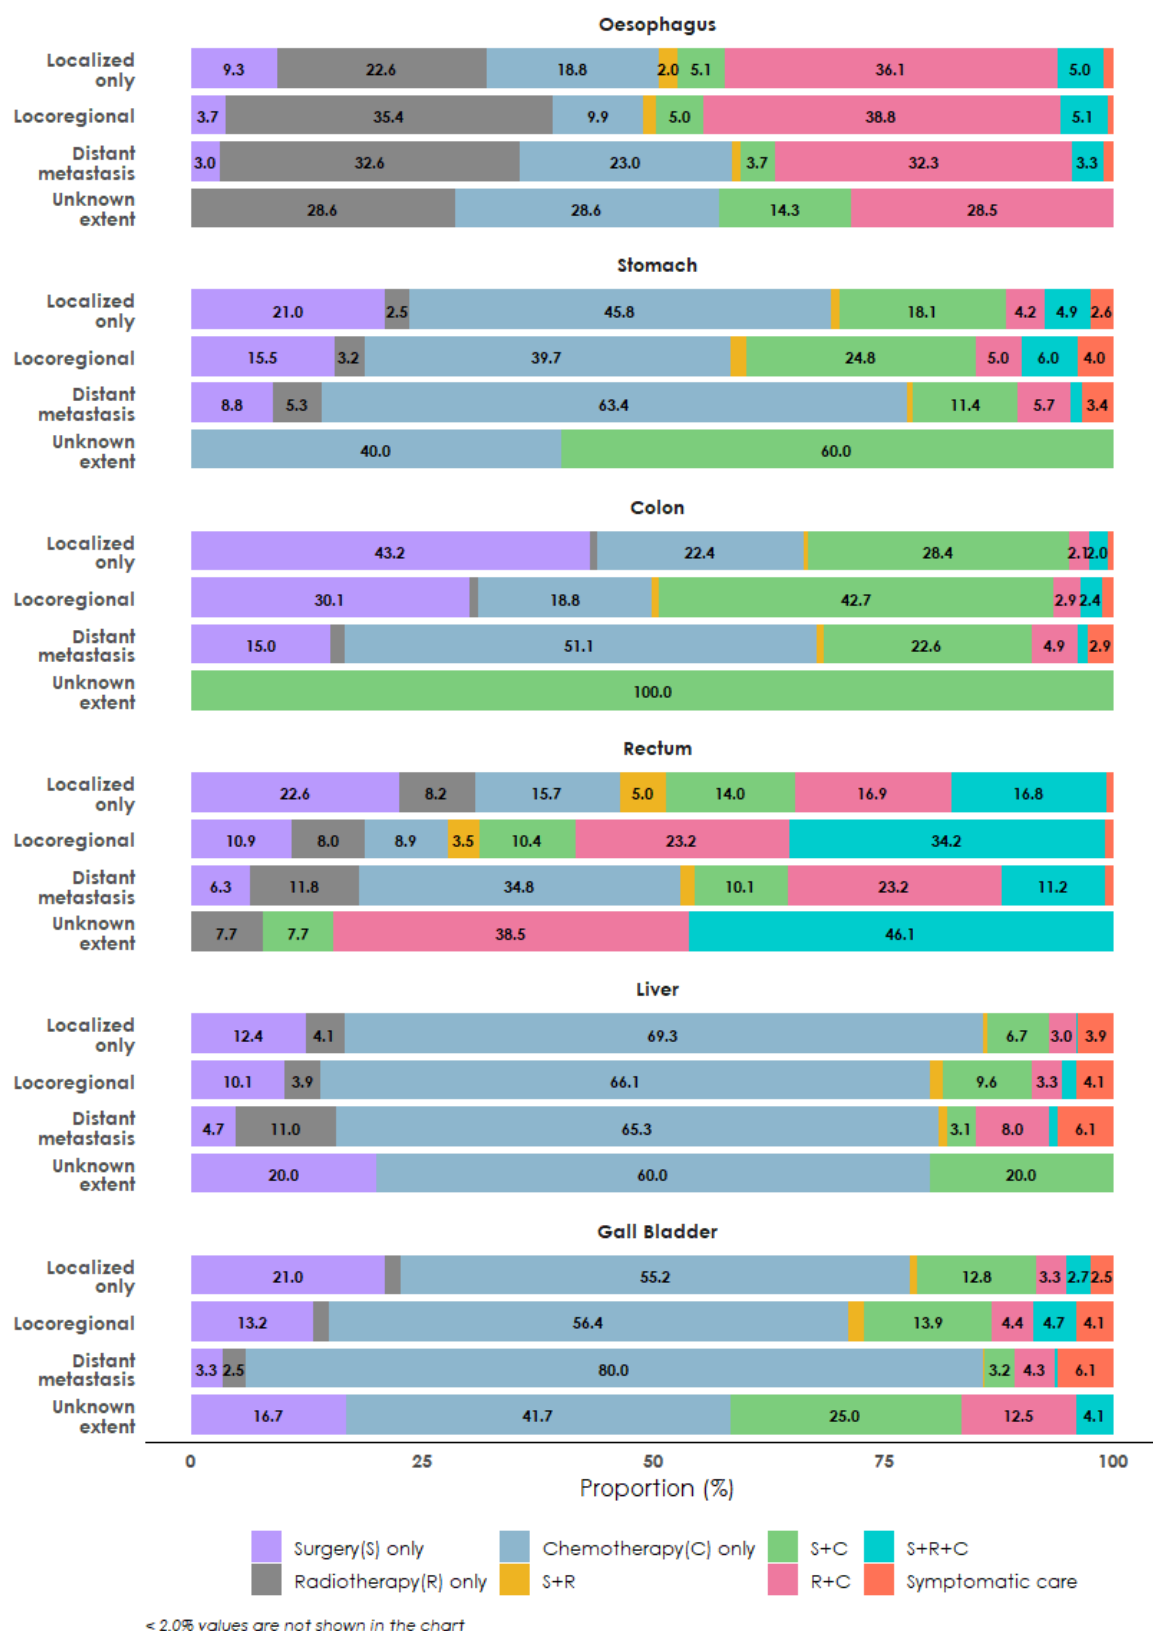 Oesophagus
Localized
only
9.3 22.6 18.8 2.0 5.1 36.1 5.0
Locoregional 3.7 35.4 9.9 5.0 38.8 5.1
Distant
metastasis
3.0 32.6 23.0 3.7 32.3 3.3
Unknown
extent
28.6 28.6 14.3 28.5
Stomach
Localized
only
21.0 2.5 45.8 18.1 4.2 4.9 2.6
Locoregional 15.5 3.2 39.7 24.8 5.0 6.0 4.0
Distant
metastasis
8.8 5.3 63.4 11.4 5.7 3.4
Unknown
extent
40.0 60.0
Colon
Localized
only
43.2 22.4 28.4 2.1 2.0
Locoregional 30.1 18.8 42.7 2.9 2.4
Distant
metastasis
15.0 51.1 22.6 4.9 2.9
Unknown
extent
100.0
Rectum
Localized
only
22.6 8.2 15.7 5.0 14.0 16.9 16.8
Locoregional 10.9 8.0 8.9 3.5 10.4 23.2 34.2
Distant
metastasis
6.3 11.8 34.8 10.1 23.2 11.2
Unknown
extent
7.7 7.7 38.5 46.1
Liver
Localized
only
12.4 4.1 69.3 6.7 3.0 3.9
Locoregional 10.1 3.9 66.1 9.6 3.3 4.1
Distant
metastasis
4.7 11.0 65.3 3.1 8.0 6.1
Unknown
extent
20.0 60.0 20.0
Gall Bladder
Localized
only
21.0 55.2 12.8 3.3 2.7 2.5
Locoregional 13.2 56.4 13.9 4.4 4.7 4.1
Distant
metastasis
3.3 2.5 80.0 3.2 4.3 6.1
Unknown
extent
16.7 41.7 25.0 12.5 4.1
0 25 50 75 100
Proportion (%)
Surgery(S) only Chemotherapy(C) only S+C S+R+C
Radiotherapy(R) only S+R R+C Symptomatic care
< 2.0% values are not shown in the chart